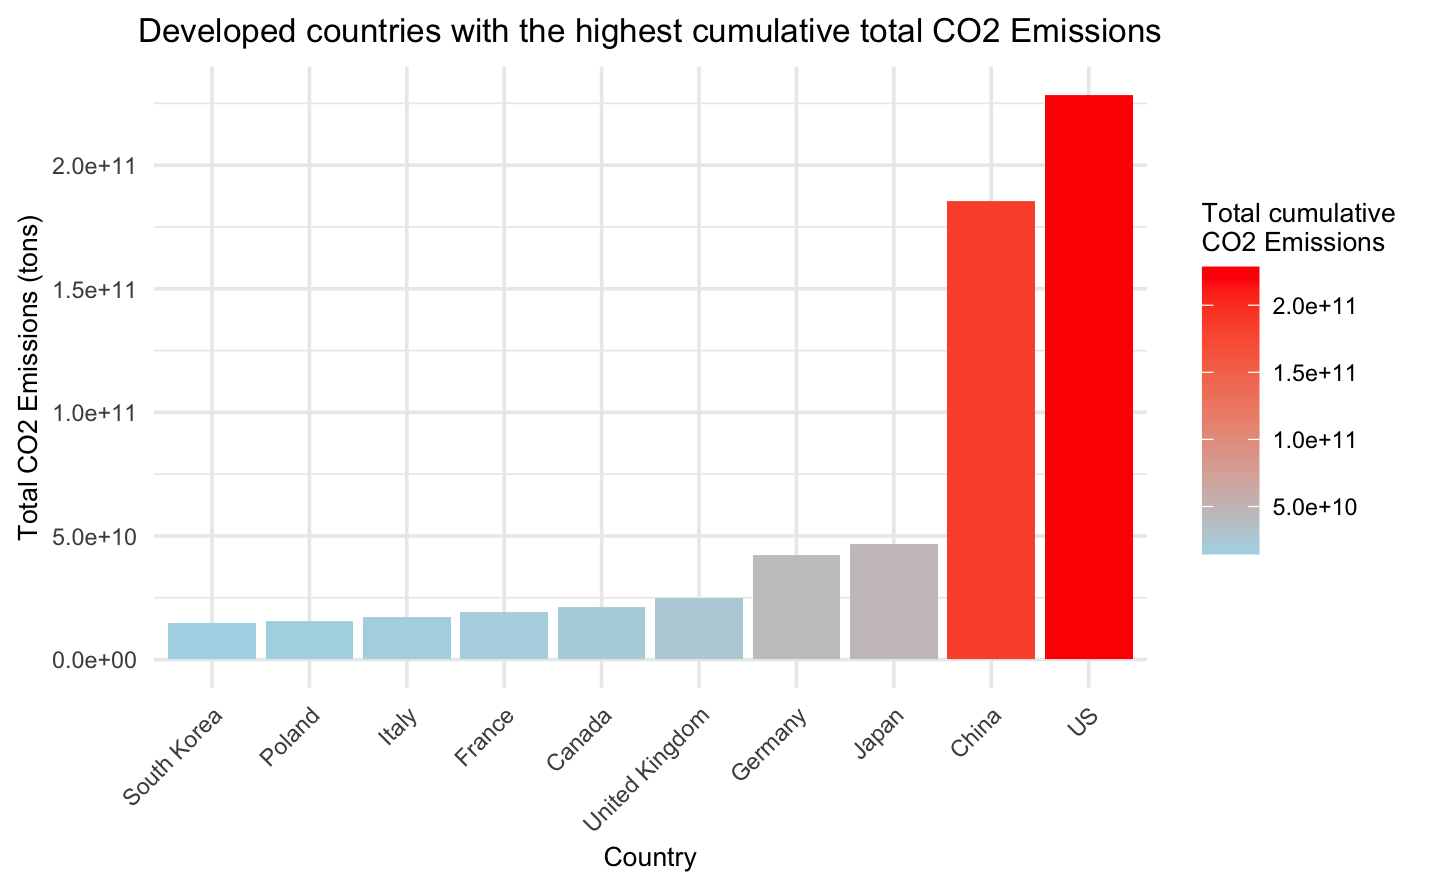 Developed countries with the highest cumulative total CO2 Emissions
Total CO2 Emissions (tons)
2.0e+11
1.5e+11
1.0e+11
5.0e+10
0.0e+00
South Korea
Poland
Italy
France
Canada
United Kingdom
Germany
Japan
China
US
Country
Total cumulative
CO2 Emissions
2.0e+11
1.5e+11
1.0e+11
5.0e+10